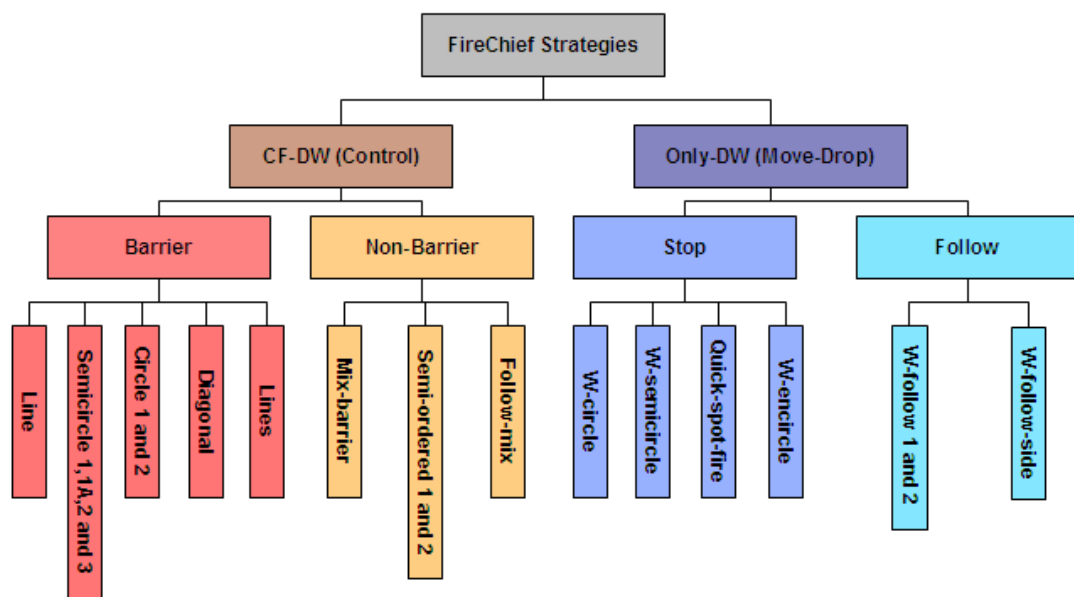 FireChief Strategies
CF-DW (Control)
Only-DW (Move-Drop)
Barrier
Non-Barrier
Stop
Follow
Line
Semicircle 1,1A,2 and 3
Circle 1 and 2
Diagonal
Lines
Mix-barrier
Semi-ordered 1 and 2
Follow-mix
W-circle
W-semicircle
Quick-spot-fire
W-encircle
W-follow 1 and 2
W-follow-side